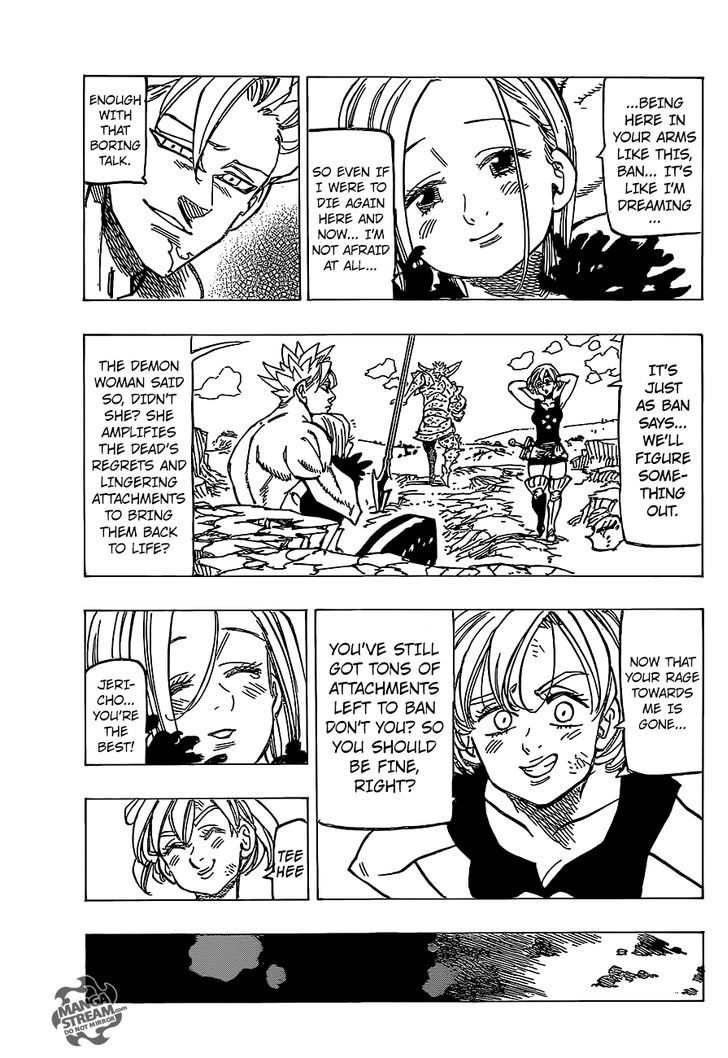 ...BEING
HERE IN
YOUR ARMS
LIKE THIS,
BAN... IT'S
LIKE I'M
DREAMING
...
SO EVEN IF
I WERE TO
DIE AGAIN
HERE AND
NOW... I'M
NOT AFRAID
AT ALL...
ENOUGH
WITH
THAT
BORING
TALK.
IT'S
JUST
AS BAN
SAYS...
WE'LL
FIGURE
SOME-
THING
OUT.
THE DEMON
WOMAN SAID
SO, DIDN'T
SHE? SHE
AMPLIFIES
THE DEAD'S
REGRETS AND
LINGERING
ATTACHMENTS
TO BRING
THEM BACK
TO LIFE?
NOW THAT
YOUR RAGE
TOWARDS
ME IS
GONE...
YOU'VE STILL
GOT TONS OF
ATTACHMENTS
LEFT TO BAN
DON'T YOU? SO
YOU SHOULD
BE FINE,
RIGHT?
JERI-
CHO...
YOU'RE
THE
BEST!
TEE
HEE
MANGA
STREAM.com
DO NOT MIRROR